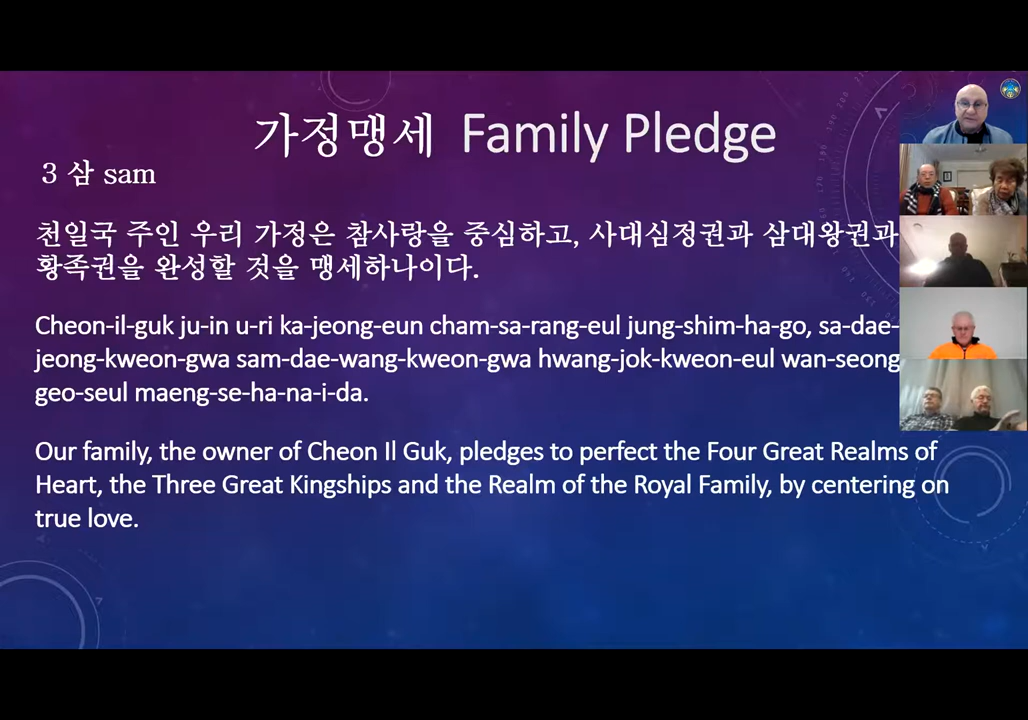 가정맹세 Family Pledge
3 삼 sam
천일국 주인 우리 가정은 참사랑을 중심하고, 사대심정권과 삼대왕권과
황족권을 완성할 것을 맹세하나이다.
Cheon-il-guk ju-in u-ri ka-jeong-eun cham-sa-rang-eul jung-shim-ha-go, sa-dae-
jeong-kweon-gwa sam-dae-wang-kweon-gwa hwang-jok-kweon-eul wan-seong
geo-seul maeng-se-ha-na-i-da.
Our family, the owner of Cheon Il Guk, pledges to perfect the Four Great Realms of
Heart, the Three Great Kingships and the Realm of the Royal Family, by centering on
true love.